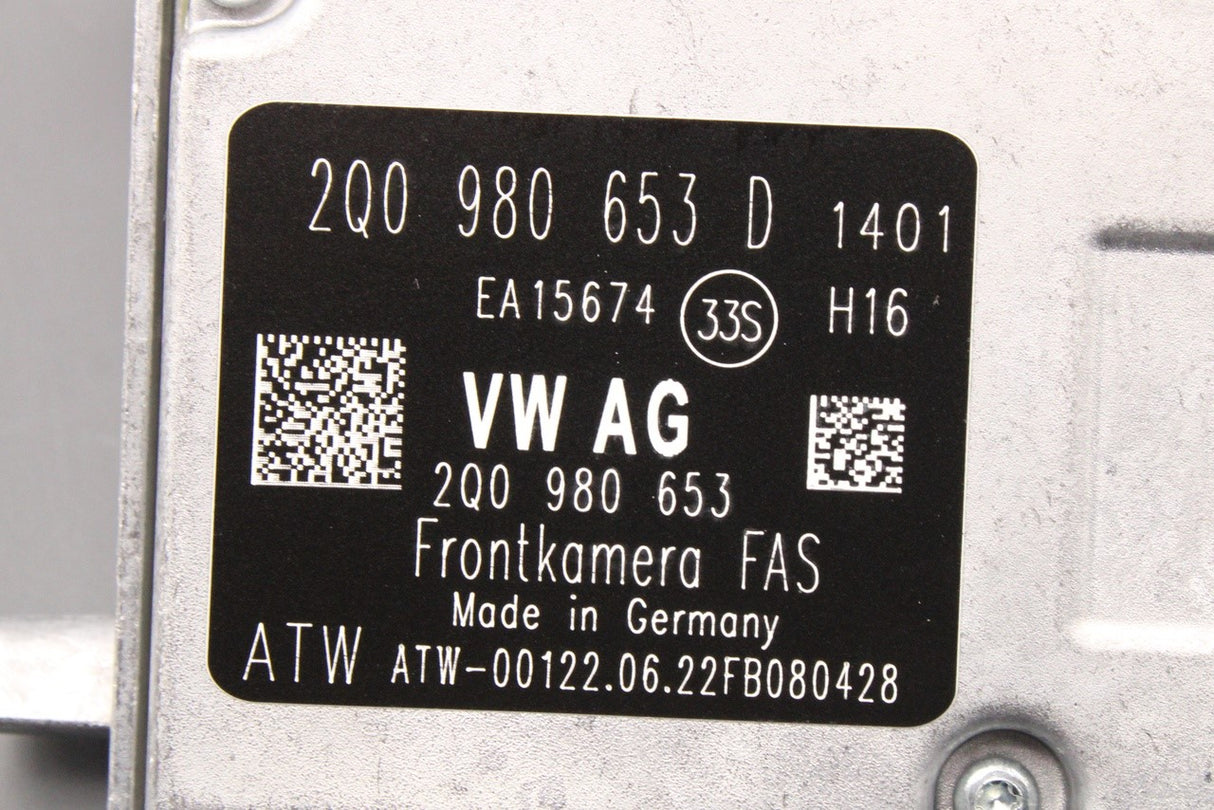 2Q0 980 653 D 1401
EA15674 33S H16
VW AG
2Q0 980 653
Frontkamera FAS
Made in Germany
ATW ATW-00122.06.22FB080428